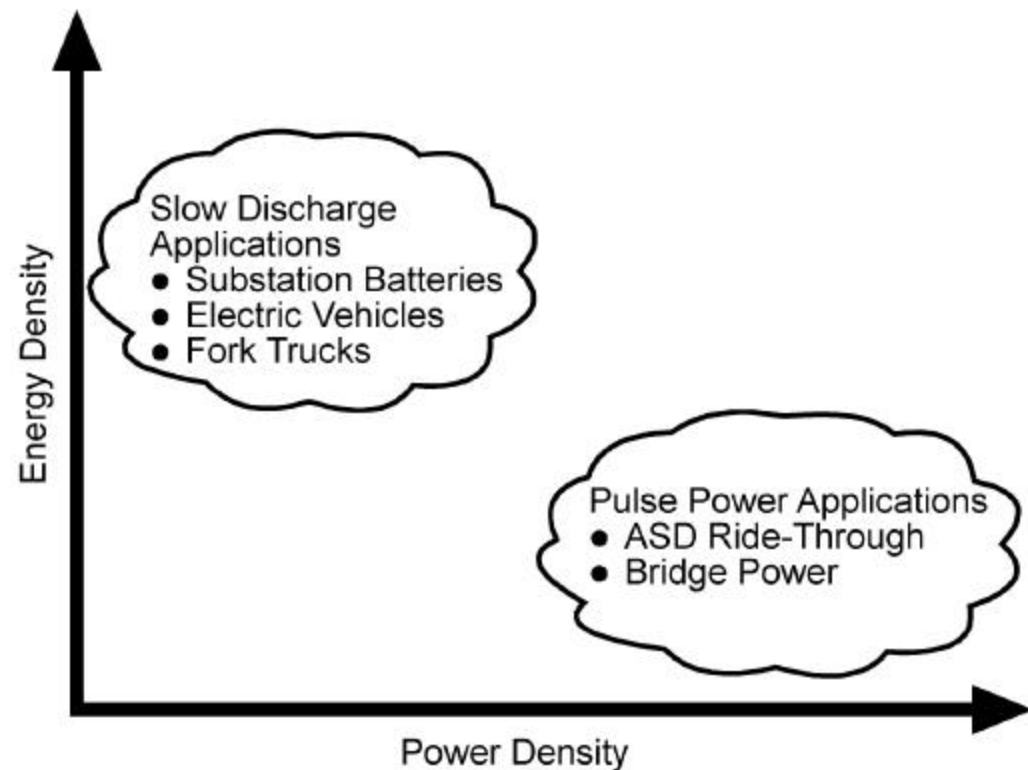 Energy Density
Slow Discharge
Applications
● Substation Batteries
● Electric Vehicles
● Fork Trucks
Pulse Power Applications
● ASD Ride-Through
● Bridge Power
Power Density